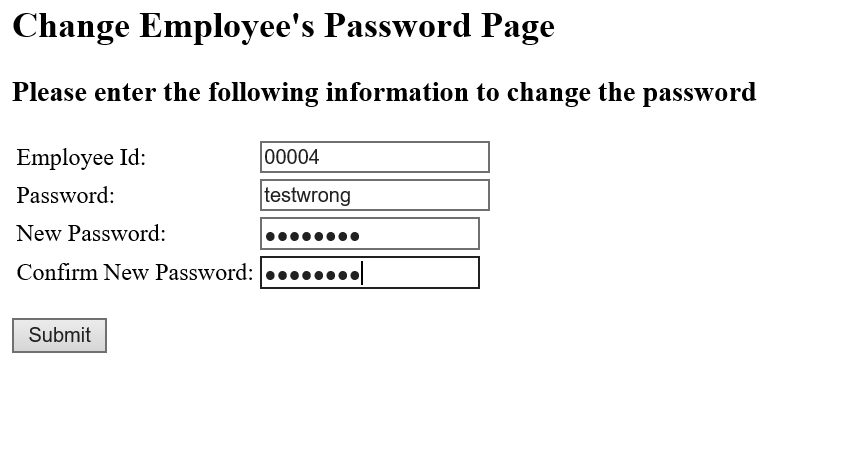 Change Employee's Password Page
Please enter the following information to change the password
Employee Id: 00004
Password: testwrong
New Password: ●●●●●●●●
Confirm New Password: ●●●●●●●●
Submit